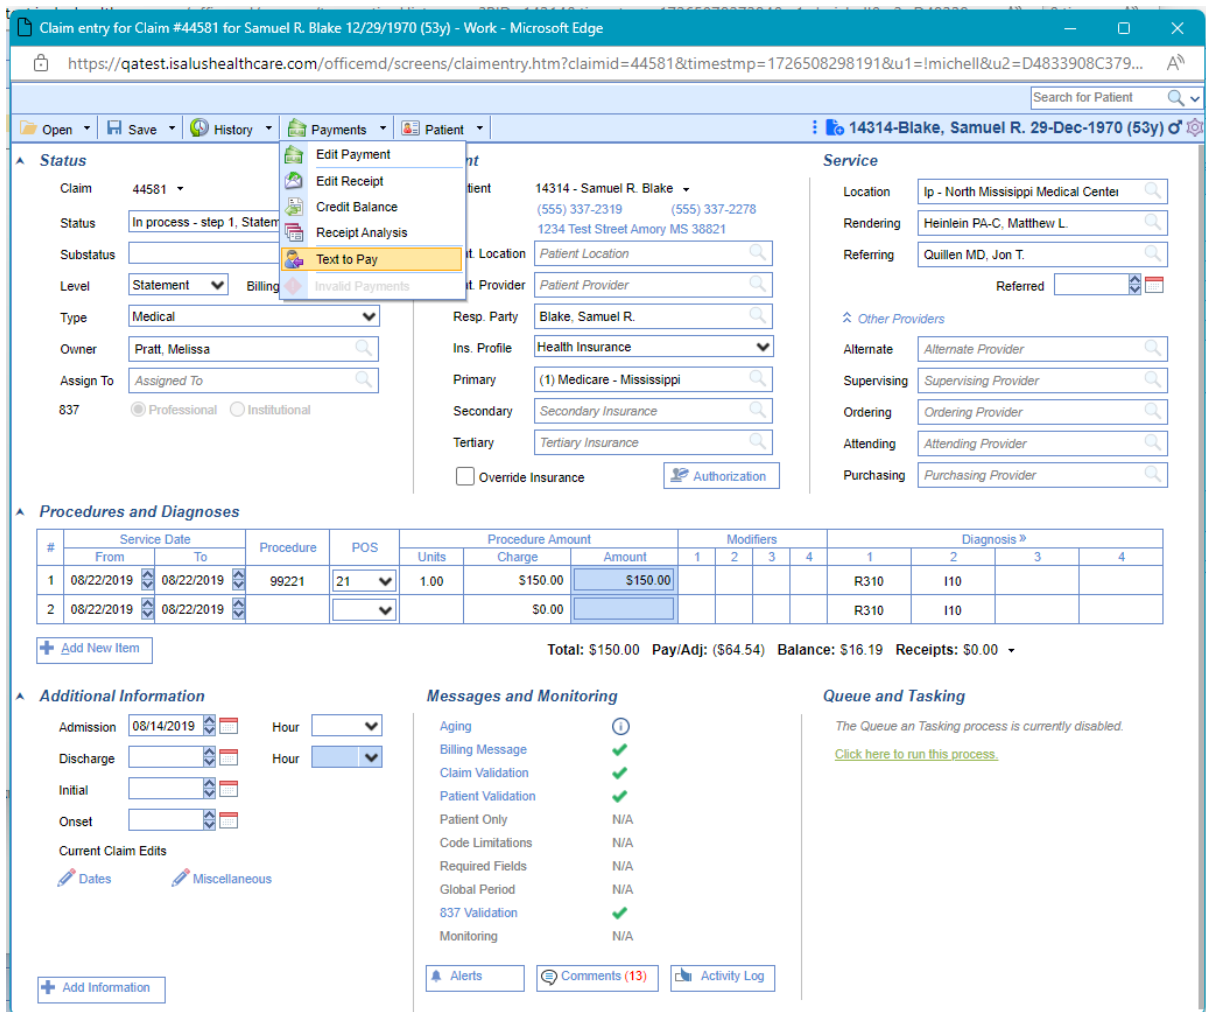 Claim entry for Claim #44581 for Samuel R. Blake 12/29/1970 (53y) - Work - Microsoft Edge
https://qatest.isalushealthcare.com/officemd/screens/claimentry.htm?claimid=44581&timestmp=1726508298191&u1=!michell&u2=D4833908C379...
Search for Patient
Open Save History Payments Patient 14314-Blake, Samuel R. 29-Dec-1970 (53y)
Edit Payment
Edit Receipt
Credit Balance
Receipt Analysis
Text to Pay
Invalid Payments
Status
Claim 44581
Status In process - step 1, Statem
Substatus
Level Statement Billing
Type Medical
Owner Pratt, Melissa
Assign To Assigned To
837 Professional Institutional
nt
tient 14314 - Samuel R. Blake
(555) 337-2319 (555) 337-2278
1234 Test Street Amory MS 38821
t. Location Patient Location
t. Provider Patient Provider
Resp. Party Blake, Samuel R.
Ins. Profile Health Insurance
Primary (1) Medicare - Mississippi
Secondary Secondary Insurance
Tertiary Tertiary Insurance
Override Insurance Authorization
Service
Location Ip - North Missisippi Medical Center
Rendering Heinlein PA-C, Matthew L.
Referring Quillen MD, Jon T.
Referred
Other Providers
Alternate Alternate Provider
Supervising Supervising Provider
Ordering Ordering Provider
Attending Attending Provider
Purchasing Purchasing Provider
Procedures and Diagnoses
# Service Date Procedure POS Procedure Amount Modifiers Diagnosis »
From To Units Charge Amount 1 2 3 4 1 2 3 4
1 08/22/2019 08/22/2019 99221 21 1.00 $150.00 $150.00 R310 I10
2 08/22/2019 08/22/2019 $0.00 R310 I10
Add New Item
Total: $150.00 Pay/Adj: ($64.54) Balance: $16.19 Receipts: $0.00
Additional Information
Admission 08/14/2019 Hour
Discharge Hour
Initial
Onset
Current Claim Edits
Dates Miscellaneous
Add Information
Messages and Monitoring
Aging
Billing Message
Claim Validation
Patient Validation
Patient Only N/A
Code Limitations N/A
Required Fields N/A
Global Period N/A
837 Validation
Monitoring N/A
Alerts Comments (13) Activity Log
Queue and Tasking
The Queue an Tasking process is currently disabled.
Click here to run this process.